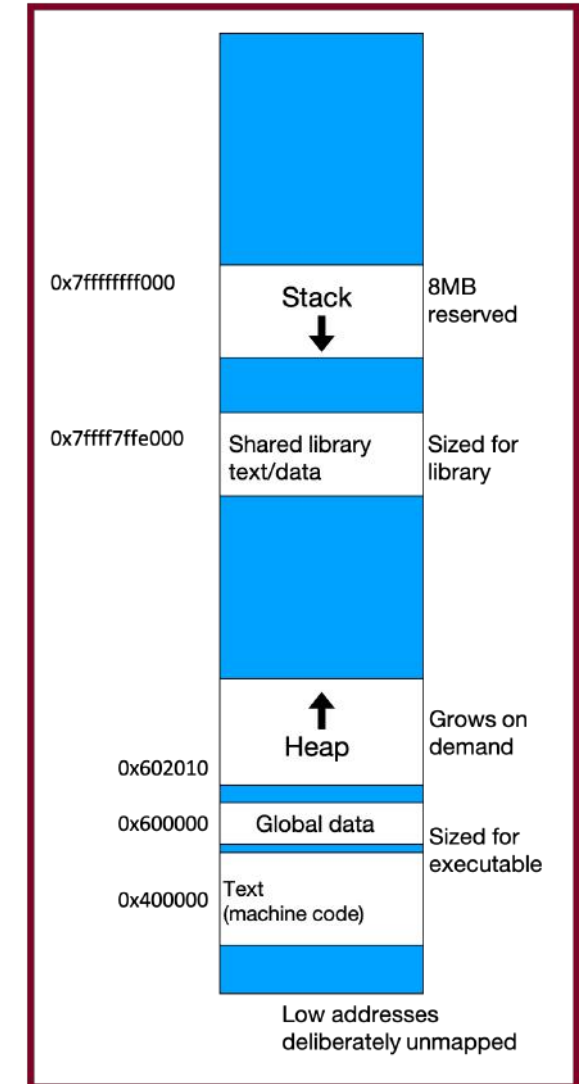 0x7ffffffff000
Stack
8MB
reserved
0x7ffff7ffe000
Shared library
text/data
Sized for
library
Heap
Grows on
demand
0x602010
0x600000
Global data
Sized for
executable
0x400000
Text
(machine code)
Low addresses
deliberately unmapped